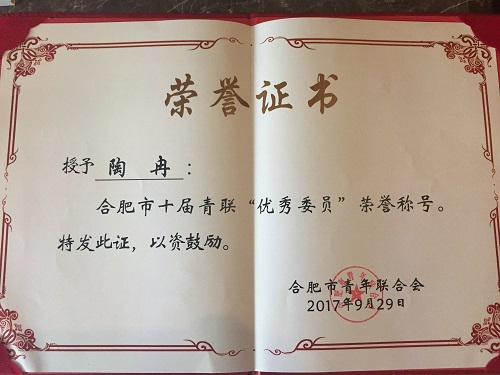 荣誉证书
授予 陶 冉：
合肥市十届青联“优秀委员”荣誉称号。
特发此证，以资鼓励。
合肥市青年联合会
2017年9月29日